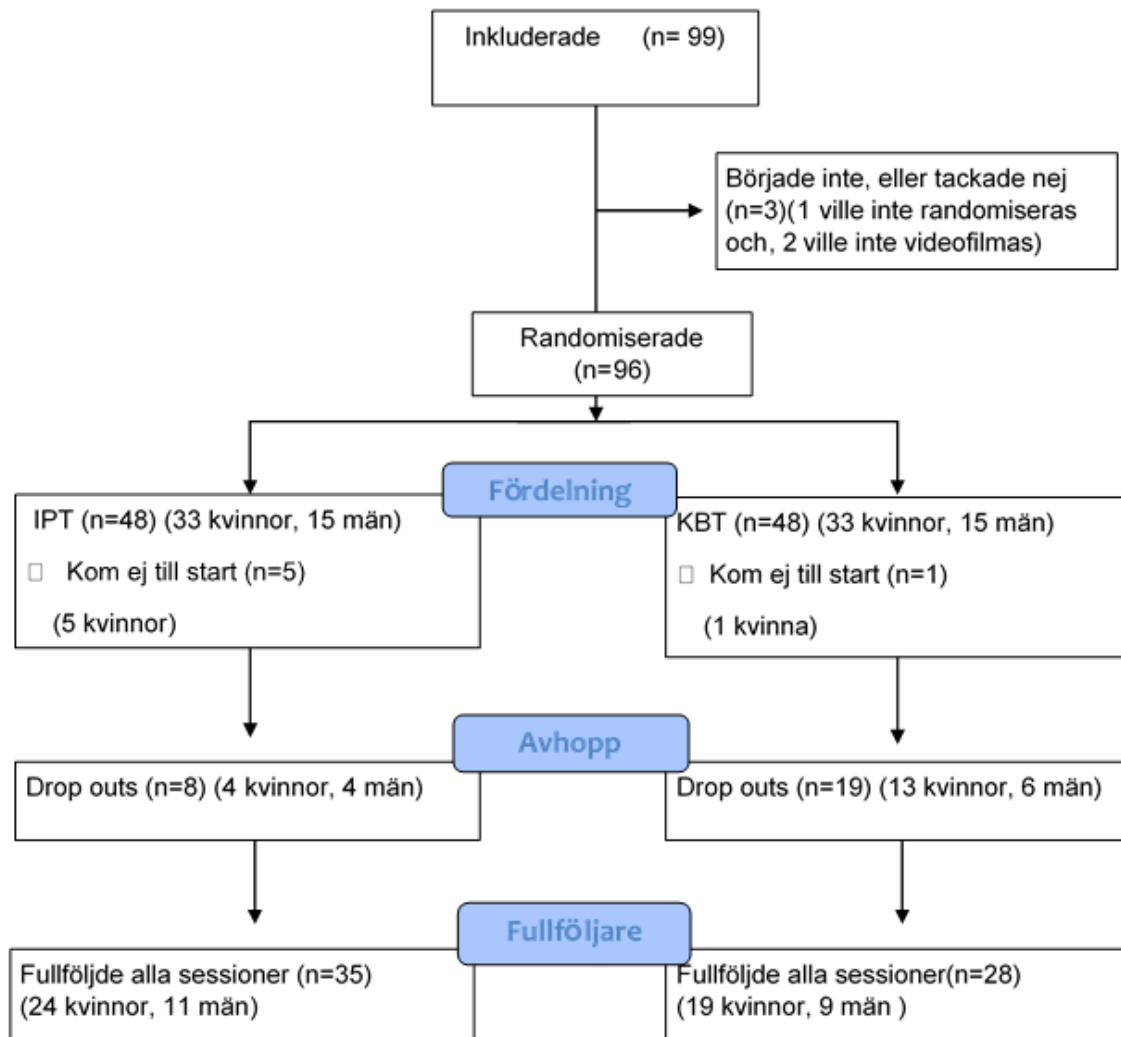 Inkluderade (n= 99)
Började inte, eller tackade nej
(n=3)(1 ville inte randomiseras
och, 2 ville inte videofilmas)
Randomiserade
(n=96)
Fördelning
IPT (n=48) (33 kvinnor, 15 män)
Kom ej till start (n=5)
(5 kvinnor)
KBT (n=48) (33 kvinnor, 15 män)
Kom ej till start (n=1)
(1 kvinna)
Avhopp
Drop outs (n=8) (4 kvinnor, 4 män)
Drop outs (n=19) (13 kvinnor, 6 män)
Fullföljare
Fullföljde alla sessioner (n=35)
(24 kvinnor, 11 män)
Fullföljde alla sessioner(n=28)
(19 kvinnor, 9 män )